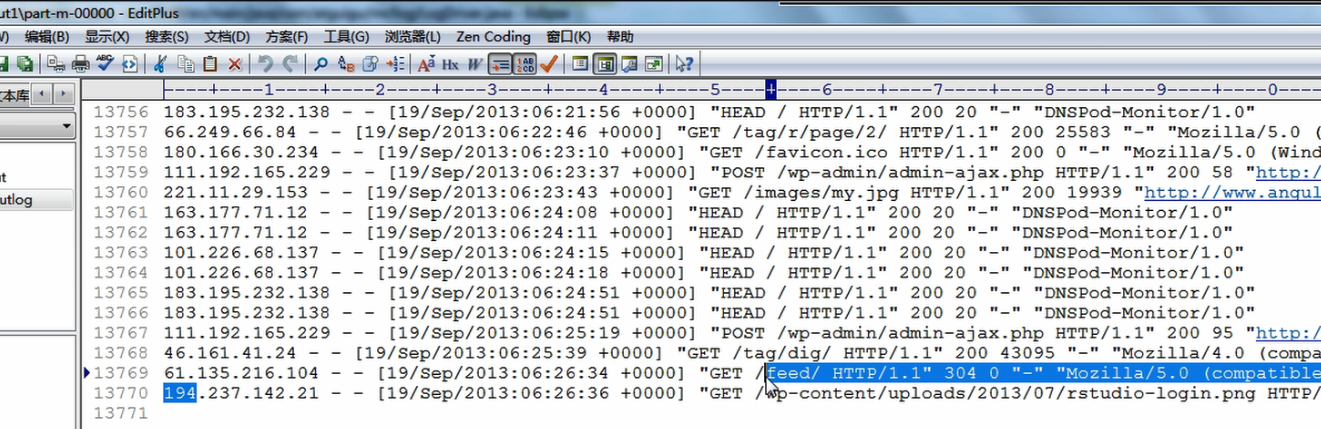 ut1\part-m-00000 - EditPlus
W) 编辑(B) 显示(X) 搜索(S) 文档(D) 方案(F) 工具(G) 浏览器(L) Zen Coding 窗口(K) 帮助
文本库
----+----1----+----2----+----3----+----4----+----5----+----6----+----7----+----8----+----9----+----0----
13756 183.195.232.138 - - [19/Sep/2013:06:21:56 +0000] "HEAD / HTTP/1.1" 200 20 "-" "DNSPod-Monitor/1.0"
13757 66.249.66.84 - - [19/Sep/2013:06:22:46 +0000] "GET /tag/r/page/2/ HTTP/1.1" 200 25583 "-" "Mozilla/5.0 (
13758 180.166.30.234 - - [19/Sep/2013:06:23:10 +0000] "GET /favicon.ico HTTP/1.1" 200 0 "-" "Mozilla/5.0 (Wind
13759 111.192.165.229 - - [19/Sep/2013:06:23:37 +0000] "POST /wp-admin/admin-ajax.php HTTP/1.1" 200 58 "http:/
13760 221.11.29.153 - - [19/Sep/2013:06:23:43 +0000] "GET /images/my.jpg HTTP/1.1" 200 19939 "http://www.angul
13761 163.177.71.12 - - [19/Sep/2013:06:24:08 +0000] "HEAD / HTTP/1.1" 200 20 "-" "DNSPod-Monitor/1.0"
13762 163.177.71.12 - - [19/Sep/2013:06:24:11 +0000] "HEAD / HTTP/1.1" 200 20 "-" "DNSPod-Monitor/1.0"
13763 101.226.68.137 - - [19/Sep/2013:06:24:15 +0000] "HEAD / HTTP/1.1" 200 20 "-" "DNSPod-Monitor/1.0"
13764 101.226.68.137 - - [19/Sep/2013:06:24:18 +0000] "HEAD / HTTP/1.1" 200 20 "-" "DNSPod-Monitor/1.0"
13765 183.195.232.138 - - [19/Sep/2013:06:24:51 +0000] "HEAD / HTTP/1.1" 200 20 "-" "DNSPod-Monitor/1.0"
13766 183.195.232.138 - - [19/Sep/2013:06:24:51 +0000] "HEAD / HTTP/1.1" 200 20 "-" "DNSPod-Monitor/1.0"
13767 111.192.165.229 - - [19/Sep/2013:06:25:19 +0000] "POST /wp-admin/admin-ajax.php HTTP/1.1" 200 95 "http:/
13768 46.161.41.24 - - [19/Sep/2013:06:25:39 +0000] "GET /tag/dig/ HTTP/1.1" 200 43095 "-" "Mozilla/4.0 (compa
13769 61.135.216.104 - - [19/Sep/2013:06:26:34 +0000] "GET /feed/ HTTP/1.1" 304 0 "-" "Mozilla/5.0 (compatible
13770 194.237.142.21 - - [19/Sep/2013:06:26:36 +0000] "GET /wp-content/uploads/2013/07/rstudio-login.png HTTP/
13771
ut
utlog